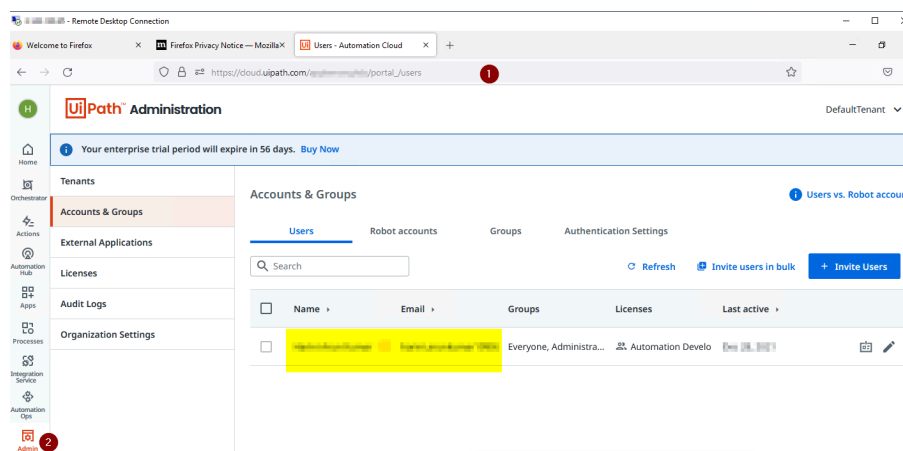 - Remote Desktop Connection
Welcome to Firefox
Firefox Privacy Notice — Mozilla
Users - Automation Cloud
https://cloud.uipath.com/ /portal_/users
1
H
UiPath™ Administration
DefaultTenant
Your enterprise trial period will expire in 56 days. Buy Now
Home
Orchestrator
Actions
Automation Hub
Apps
Processes
Integration Service
Automation Ops
Admin
2
Tenants
Accounts & Groups
External Applications
Licenses
Audit Logs
Organization Settings
Accounts & Groups
Users vs. Robot accour
Users Robot accounts Groups Authentication Settings
Search
Refresh
Invite users in bulk
+ Invite Users
Name Email Groups Licenses Last active
Everyone, Administra... Automation Develo